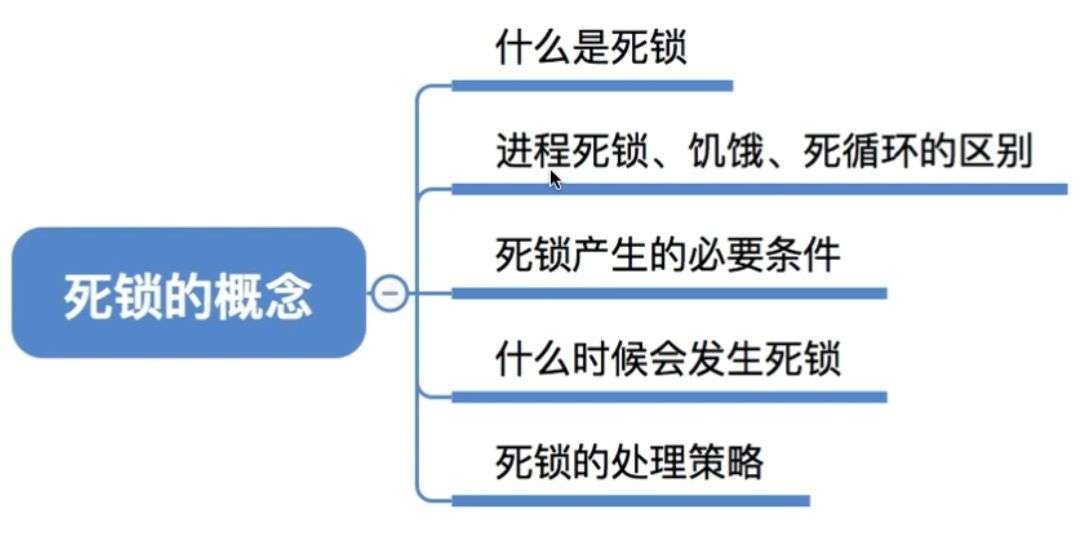 什么是死锁
进程死锁、饥饿、死循环的区别
死锁产生的必要条件
死锁的概念
什么时候会发生死锁
死锁的处理策略